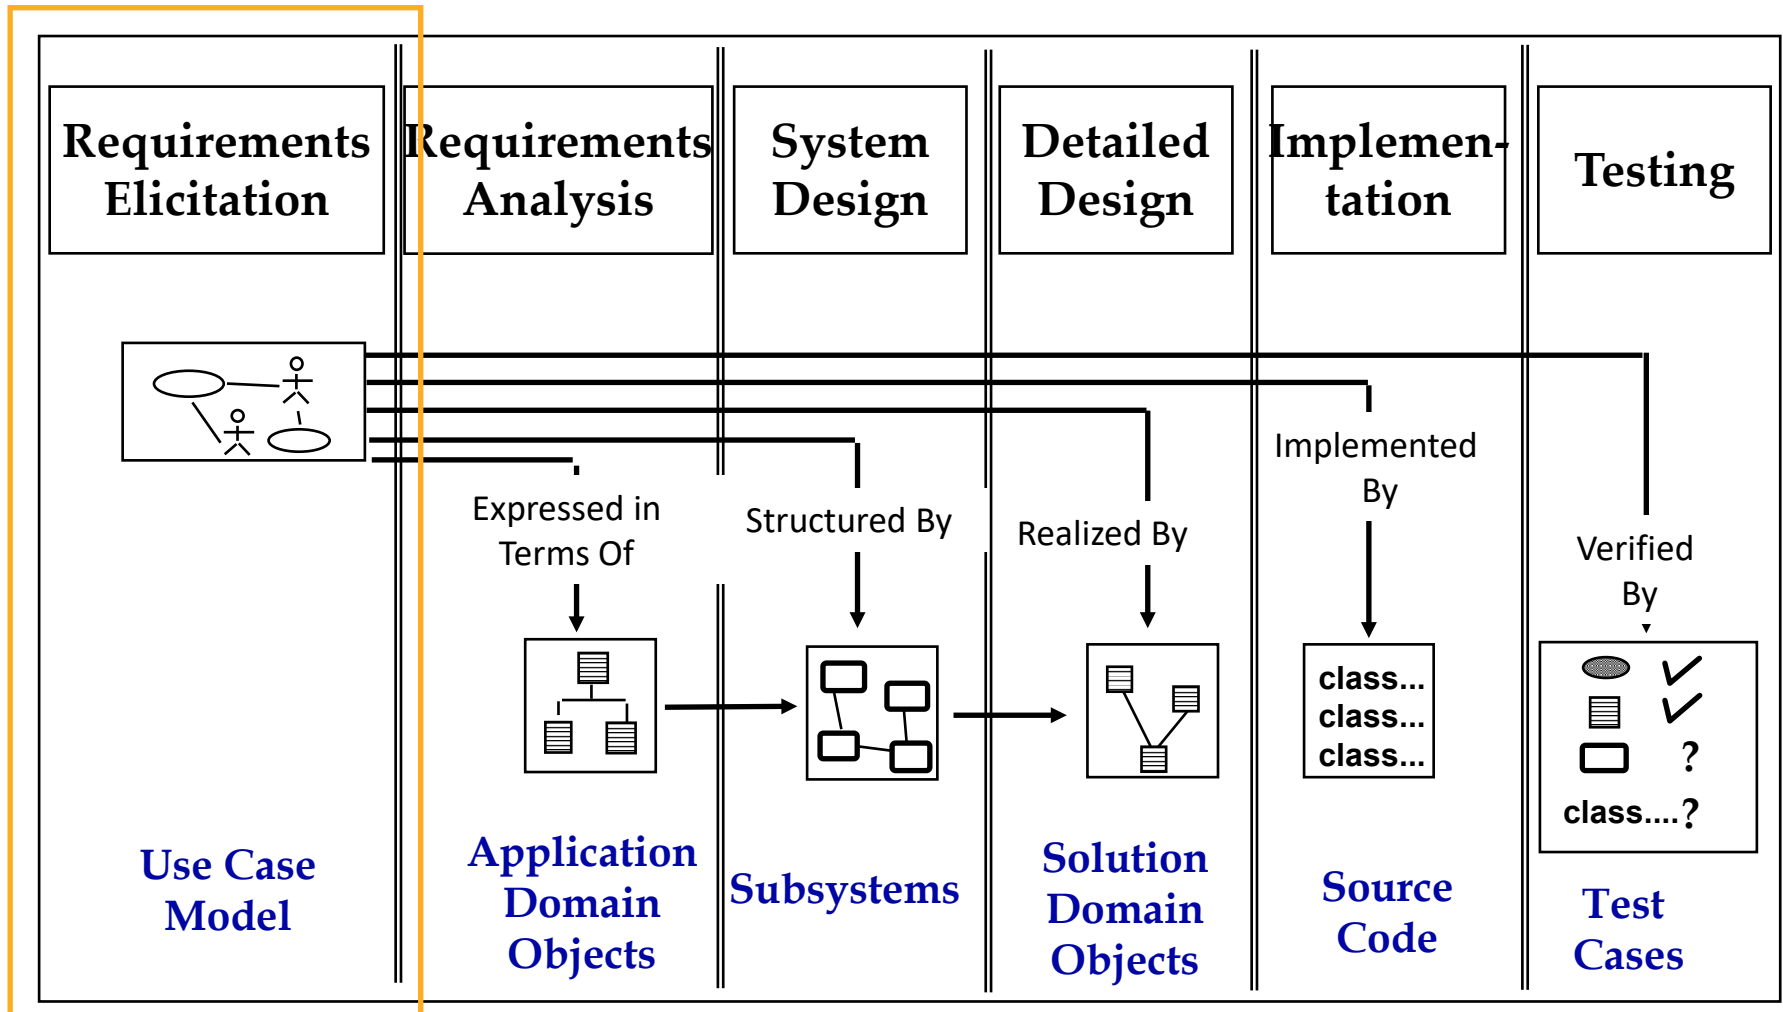 Requirements
Elicitation
Requirements
Analysis
System
Design
Detailed
Design
Implemen-
tation
Testing
Expressed in
Terms Of
Structured By
Realized By
Implemented
By
Verified
By
class...
class...
class...
?
class....?
Use Case
Model
Application
Domain
Objects
Subsystems
Solution
Domain
Objects
Source
Code
Test
Cases